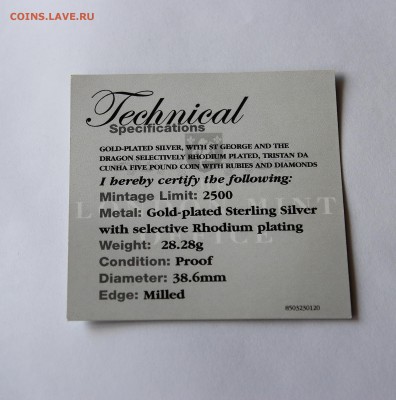 COINS.LAVE.RU
Technical
Specifications
GOLD-PLATED SILVER, WITH ST GEORGE AND THE
DRAGON SELECTIVELY RHODIUM PLATED, TRISTAN DA
CUNHA FIVE POUND COIN WITH RUBIES AND DIAMONDS
I hereby certify the following:
Mintage Limit: 2500
Metal: Gold-plated Sterling Silver
with selective Rhodium plating
Weight: 28.28g
Condition: Proof
Diameter: 38.6mm
Edge: Milled
8503230120